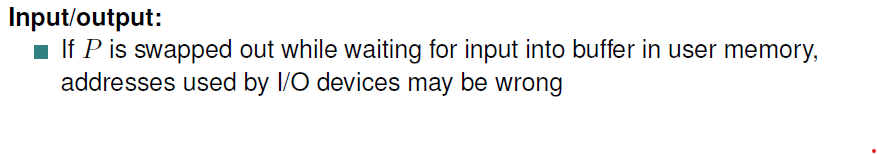 Input/output:
If P is swapped out while waiting for input into buffer in user memory,
addresses used by I/O devices may be wrong